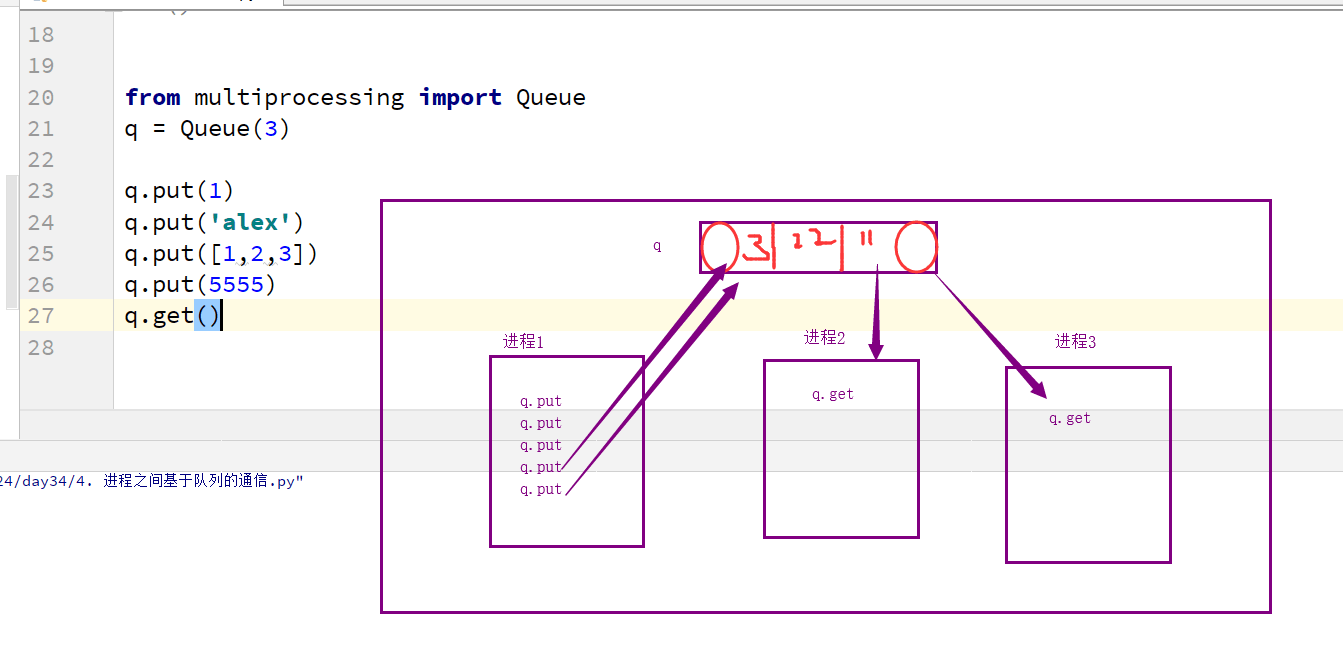 18
19
20 from multiprocessing import Queue
21 q = Queue(3)
22
23 q.put(1)
24 q.put('alex')
25 q.put([1,2,3])
26 q.put(5555)
27 q.get()
28
q
3 22 11
进程1
进程2
进程3
q.put
q.put
q.put
q.put
q.put
q.get
q.get
24/day34/4. 进程之间基于队列的通信.py"